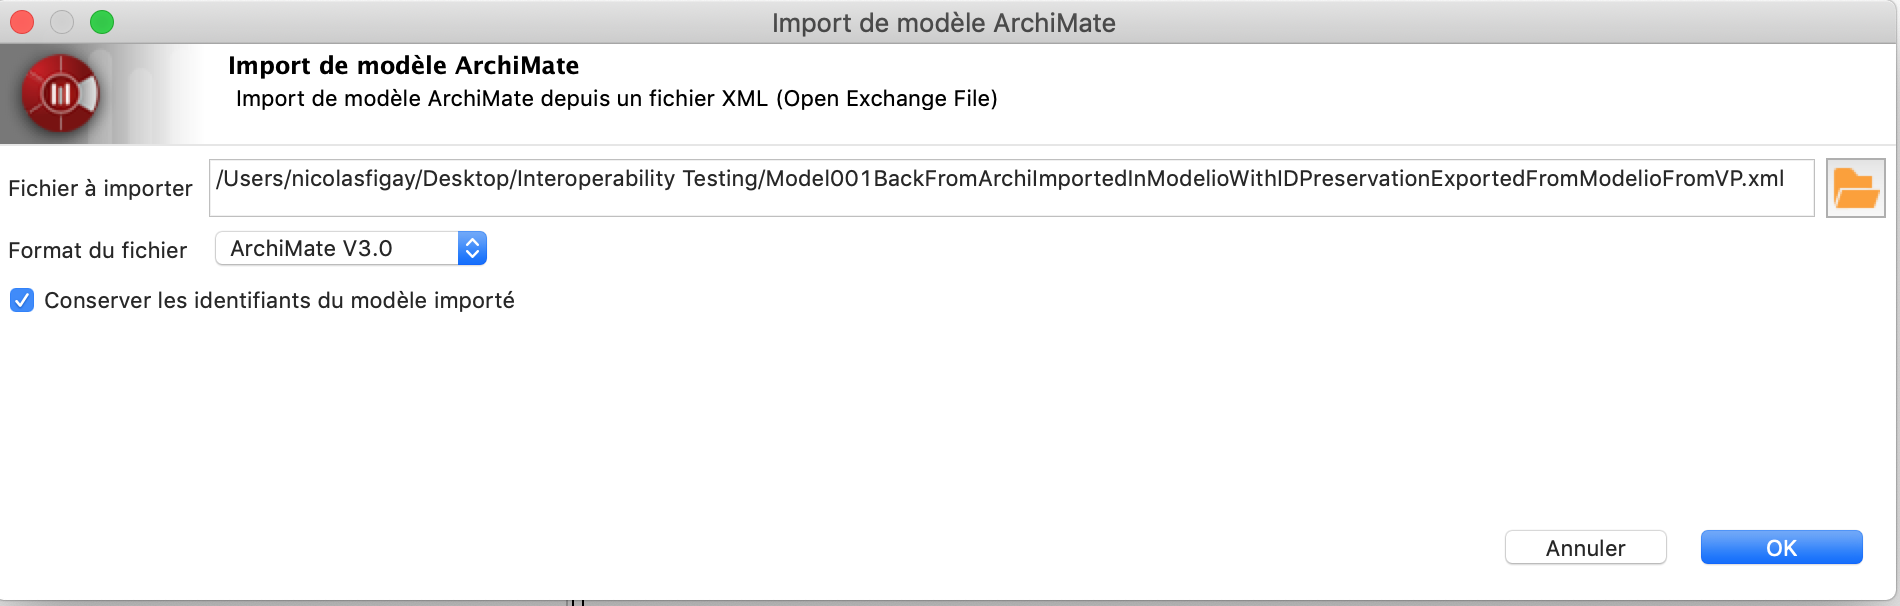 Import de modèle ArchiMate
Import de modèle ArchiMate
Import de modèle ArchiMate depuis un fichier XML (Open Exchange File)
Fichier à importer /Users/nicolasfigay/Desktop/Interoperability Testing/Model001BackFromArchiImportedInModelioWithIDPreservationExportedFromModelioFromVP.xml
Format du fichier ArchiMate V3.0
Conserver les identifiants du modèle importé
Annuler OK